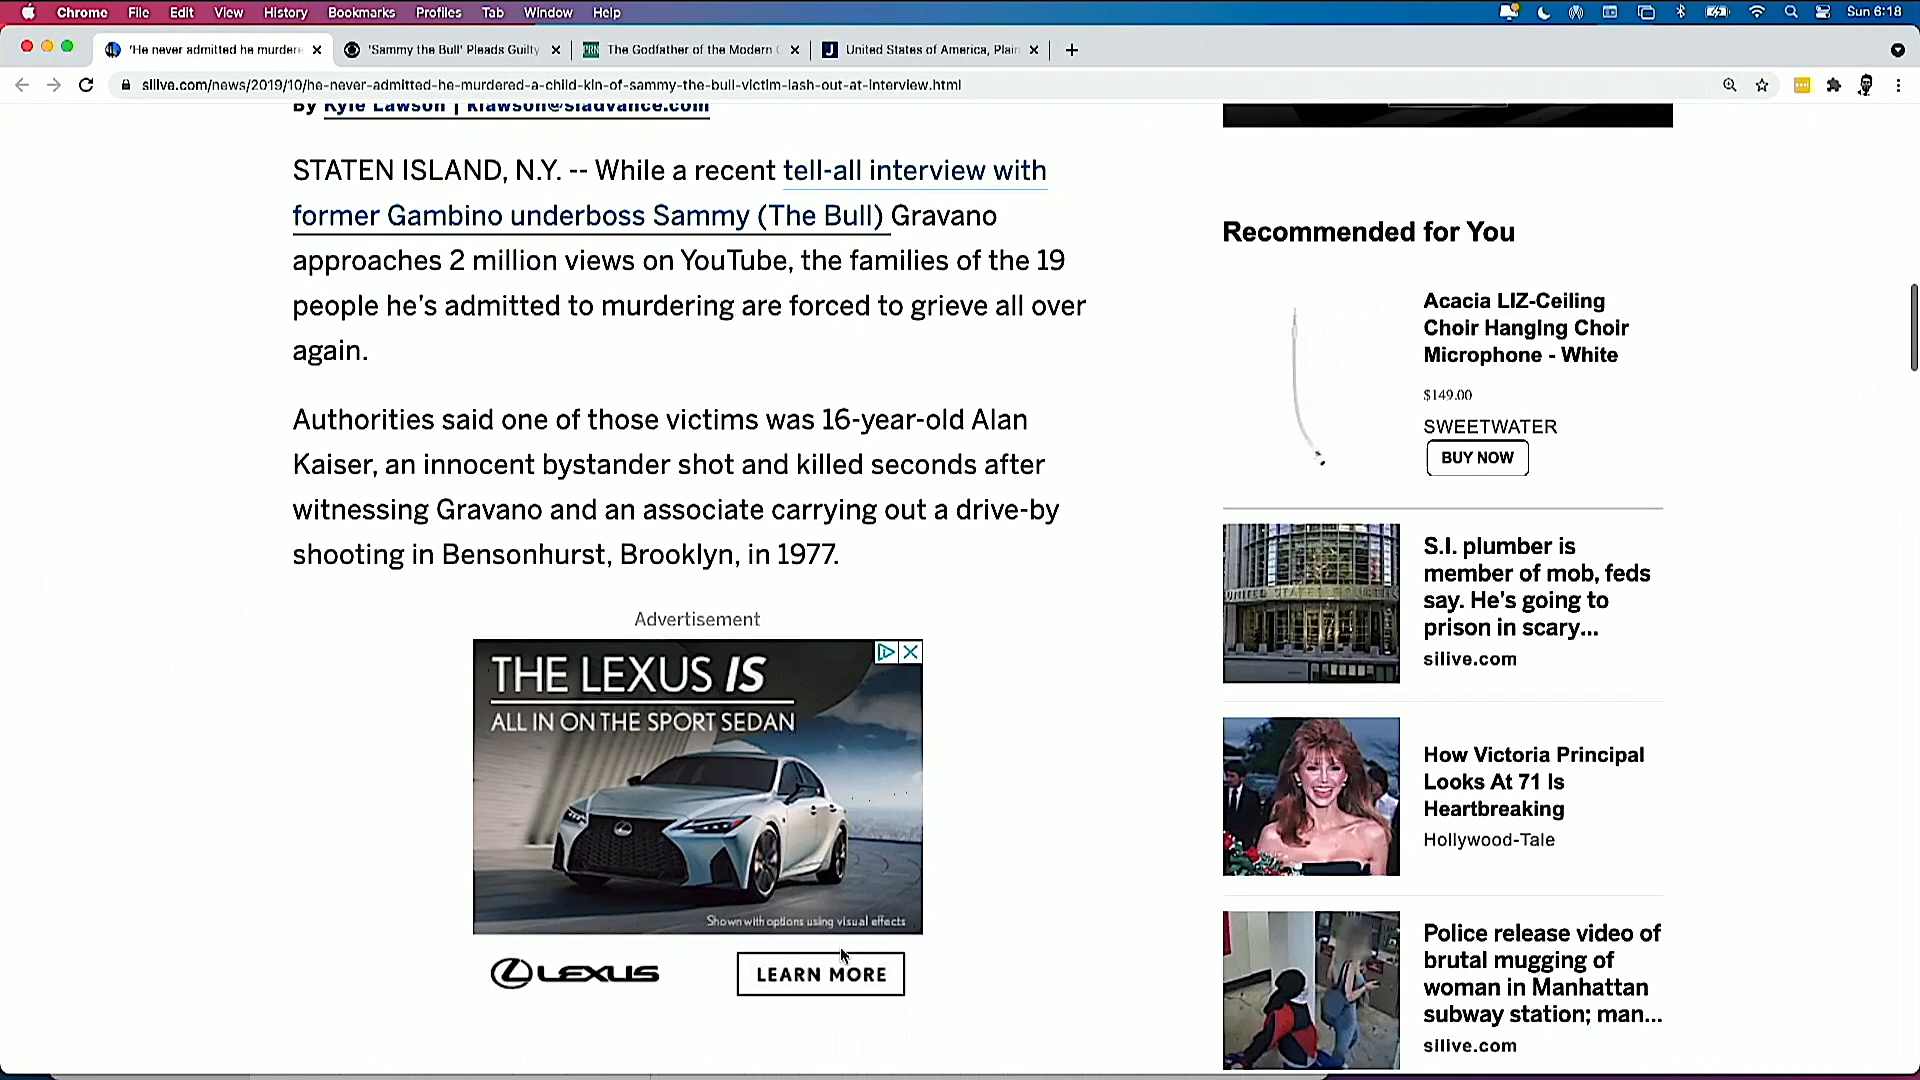 Chrome File Edit View History Bookmarks Profiles Tab Window Help Sun 6:18
'He never admitted he murdere 'Sammy the Bull' Pleads Guilty PRN The Godfather of the Modern J United States of America, Plain
silive.com/news/2019/10/he-never-admitted-he-murdered-a-child-kin-of-sammy-the-bull-victim-lash-out-at-interview.html
By Kyle Lawson | klawson@siadvance.com
STATEN ISLAND, N.Y. -- While a recent tell-all interview with
former Gambino underboss Sammy (The Bull) Gravano
approaches 2 million views on YouTube, the families of the 19
people he's admitted to murdering are forced to grieve all over
again.
Authorities said one of those victims was 16-year-old Alan
Kaiser, an innocent bystander shot and killed seconds after
witnessing Gravano and an associate carrying out a drive-by
shooting in Bensonhurst, Brooklyn, in 1977.
Advertisement
THE LEXUS IS
ALL IN ON THE SPORT SEDAN
Shown with options using visual effects
LEXUS
LEARN MORE
Recommended for You
Acacia LIZ-Ceiling
Choir Hanging Choir
Microphone - White
$149.00
SWEETWATER
BUY NOW
UNITED STATES COURTHOUSE
S.I. plumber is
member of mob, feds
say. He's going to
prison in scary...
silive.com
How Victoria Principal
Looks At 71 Is
Heartbreaking
Hollywood-Tale
Police release video of
brutal mugging of
woman in Manhattan
subway station; man...
silive.com